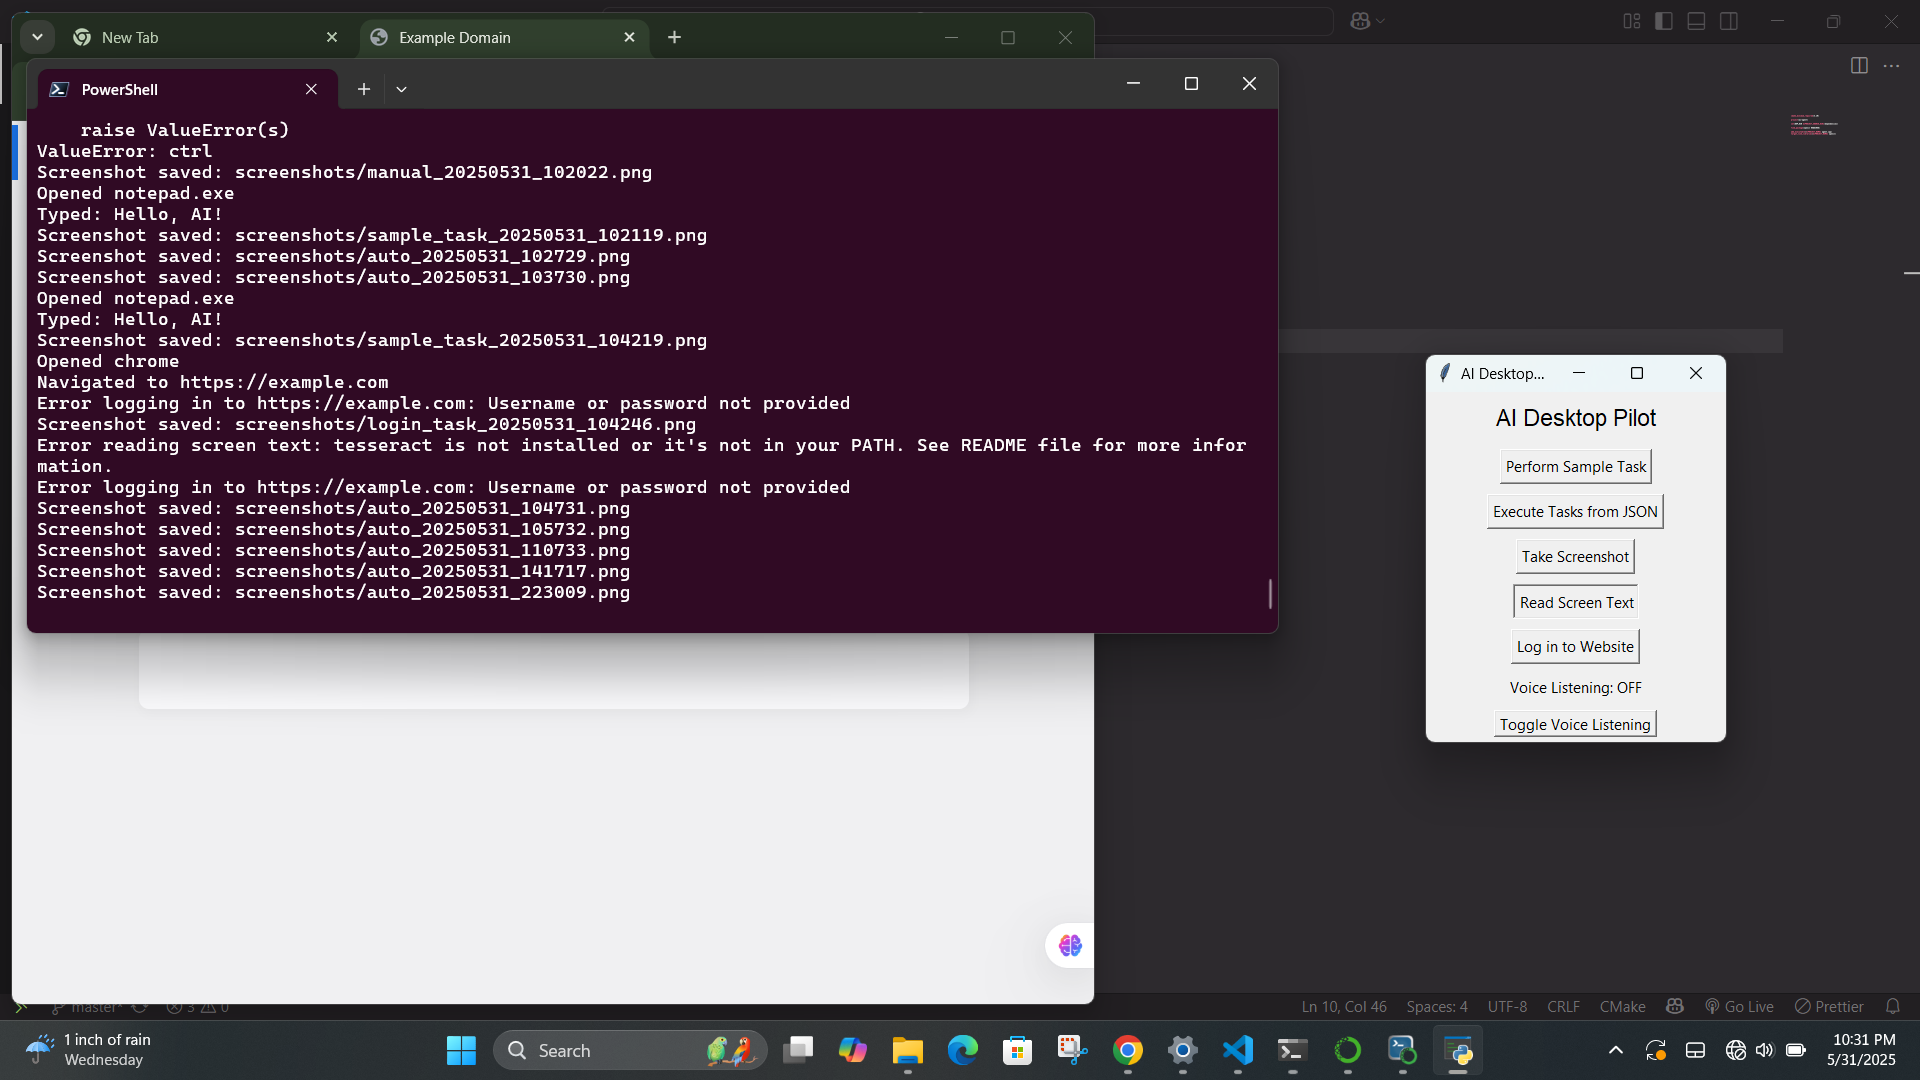 New Tab
Example Domain
PowerShell
raise ValueError(s)
ValueError: ctrl
Screenshot saved: screenshots/manual_20250531_102022.png
Opened notepad.exe
Typed: Hello, AI!
Screenshot saved: screenshots/sample_task_20250531_102119.png
Screenshot saved: screenshots/auto_20250531_102729.png
Screenshot saved: screenshots/auto_20250531_103730.png
Opened notepad.exe
Typed: Hello, AI!
Screenshot saved: screenshots/sample_task_20250531_104219.png
Opened chrome
Navigated to https://example.com
Error logging in to https://example.com: Username or password not provided
Screenshot saved: screenshots/login_task_20250531_104246.png
Error reading screen text: tesseract is not installed or it's not in your PATH. See README file for more infor
mation.
Error logging in to https://example.com: Username or password not provided
Screenshot saved: screenshots/auto_20250531_104731.png
Screenshot saved: screenshots/auto_20250531_105732.png
Screenshot saved: screenshots/auto_20250531_110733.png
Screenshot saved: screenshots/auto_20250531_141717.png
Screenshot saved: screenshots/auto_20250531_223009.png
AI Desktop...
AI Desktop Pilot
Perform Sample Task
Execute Tasks from JSON
Take Screenshot
Read Screen Text
Log in to Website
Voice Listening: OFF
Toggle Voice Listening
master* 3 0
Ln 10, Col 46 Spaces: 4 UTF-8 CRLF CMake Go Live Prettier
1 inch of rain
Wednesday
Search
10:31 PM
5/31/2025